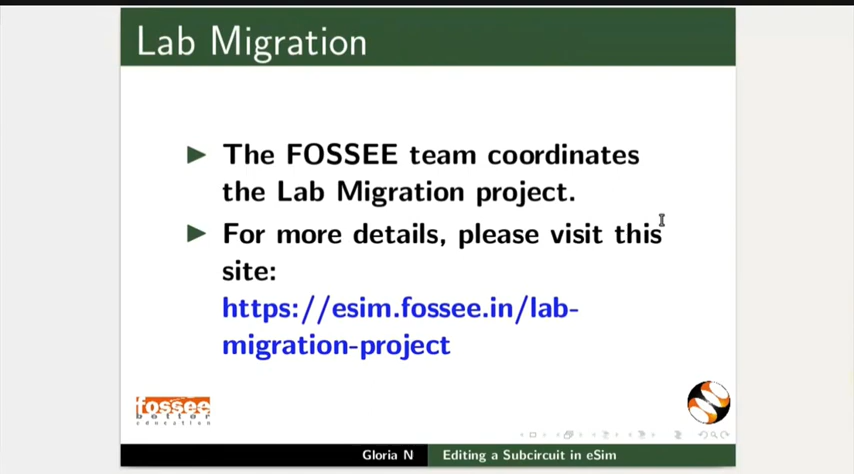 Lab Migration
The FOSSEE team coordinates
the Lab Migration project.
For more details, please visit this
site:
https://esim.fossee.in/lab-
migration-project
fossee
better
education
Gloria N
Editing a Subcircuit in eSim